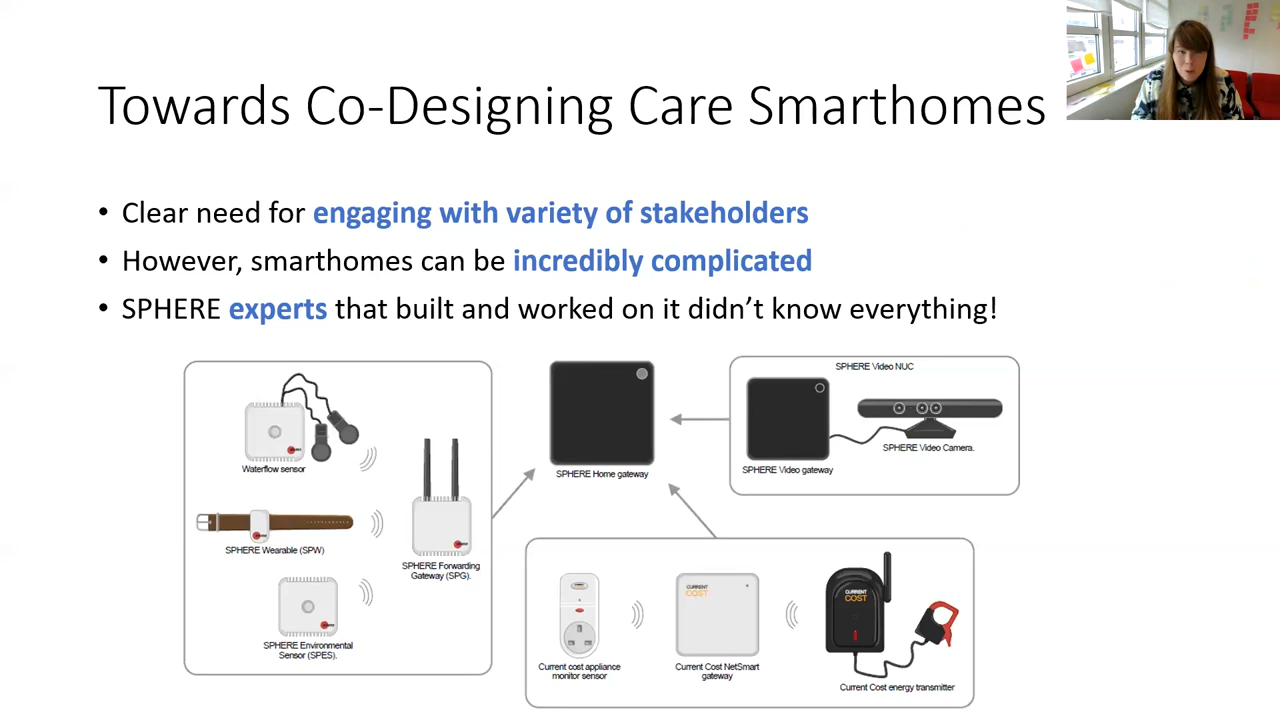 Towards Co-Designing Care Smarthomes
• Clear need for engaging with variety of stakeholders
• However, smarthomes can be incredibly complicated
• SPHERE experts that built and worked on it didn't know everything!
Waterflow sensor
SPHERE Wearable (SPW)
SPHERE Environmental
Sensor (SPES).
SPHERE Forwarding
Gateway (SPG).
SPHERE Home gateway
SPHERE Video NUC
SPHERE Video gateway
SPHERE Video Camera.
Current cost appliance
monitor sensor
CURRENT
COST
Current Cost NetSmart
gateway
CURRENT
COST
Current Cost energy transmitter